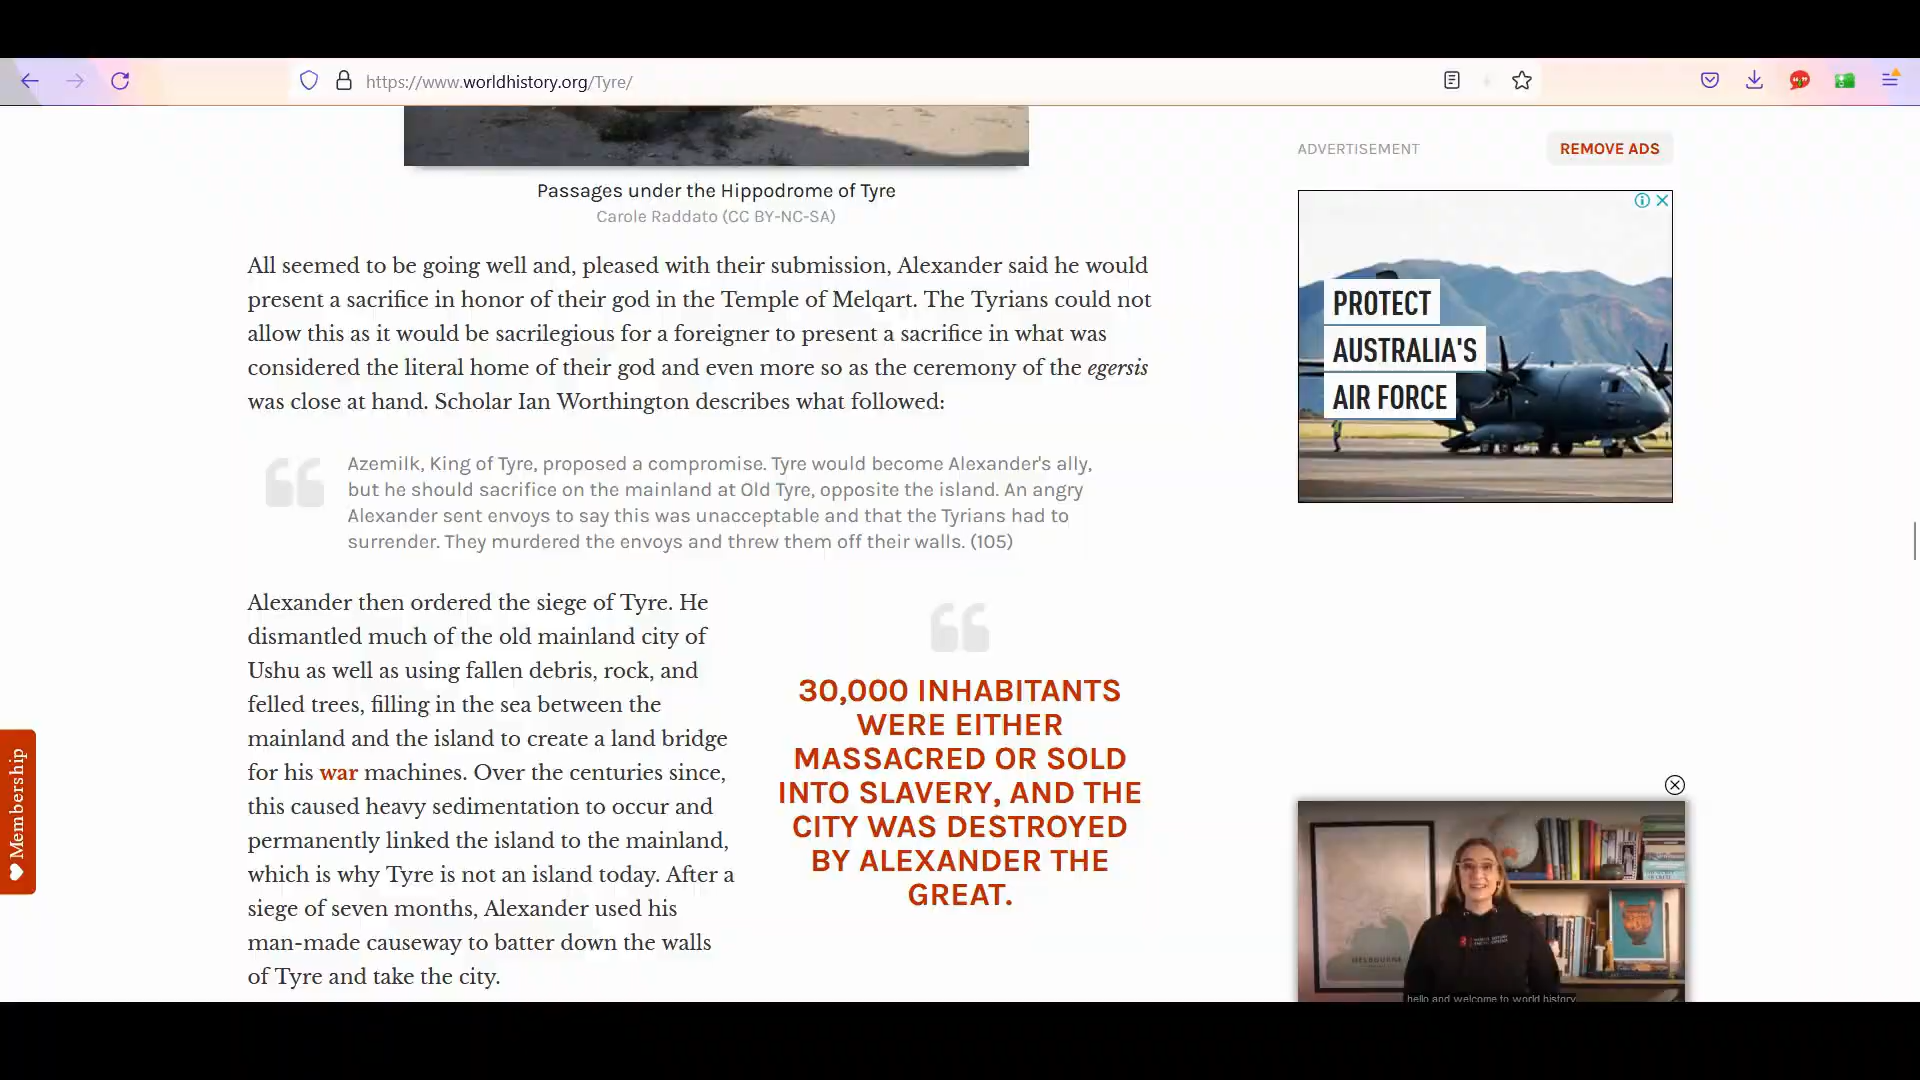 https://www.worldhistory.org/Tyre/
Passages under the Hippodrome of Tyre
Carole Raddato (CC BY-NC-SA)
All seemed to be going well and, pleased with their submission, Alexander said he would
present a sacrifice in honor of their god in the Temple of Melqart. The Tyrians could not
allow this as it would be sacrilegious for a foreigner to present a sacrifice in what was
considered the literal home of their god and even more so as the ceremony of the egersis
was close at hand. Scholar Ian Worthington describes what followed:
Azemilk, King of Tyre, proposed a compromise. Tyre would become Alexander's ally,
but he should sacrifice on the mainland at Old Tyre, opposite the island. An angry
Alexander sent envoys to say this was unacceptable and that the Tyrians had to
surrender. They murdered the envoys and threw them off their walls. (105)
Alexander then ordered the siege of Tyre. He
dismantled much of the old mainland city of
Ushu as well as using fallen debris, rock, and
felled trees, filling in the sea between the
mainland and the island to create a land bridge
for his war machines. Over the centuries since,
this caused heavy sedimentation to occur and
permanently linked the island to the mainland,
which is why Tyre is not an island today. After a
siege of seven months, Alexander used his
man-made causeway to batter down the walls
of Tyre and take the city.
30,000 INHABITANTS
WERE EITHER
MASSACRED OR SOLD
INTO SLAVERY, AND THE
CITY WAS DESTROYED
BY ALEXANDER THE
GREAT.
ADVERTISEMENT
REMOVE ADS
PROTECT
AUSTRALIA'S
AIR FORCE
Membership
MELBOURNE
hello and welcome to world history